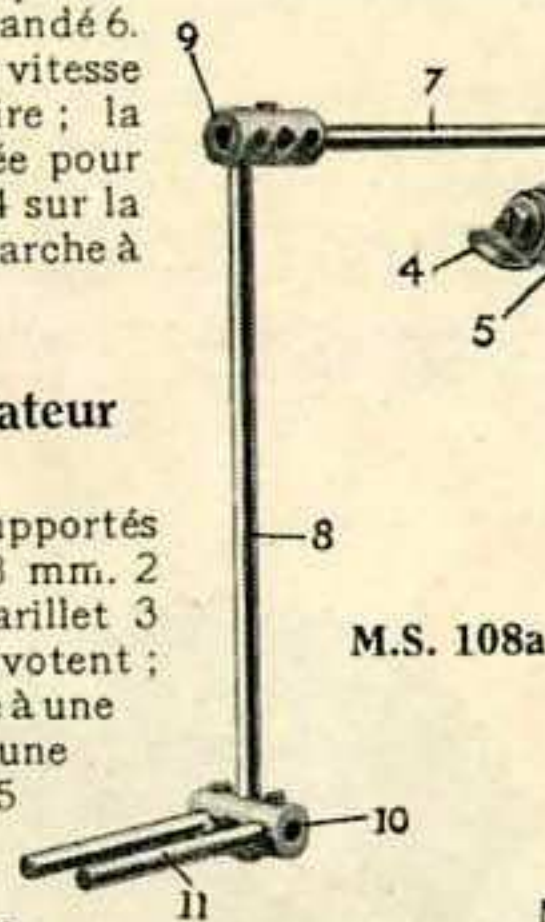 andé 6.
vitesse
ire ; la
ée pour
4 sur la
arche à
ateur
pportés
mm. 2
arillet 3
votent ;
à une
une
5
9
7
4
5
8
M.S. 108a
10
11